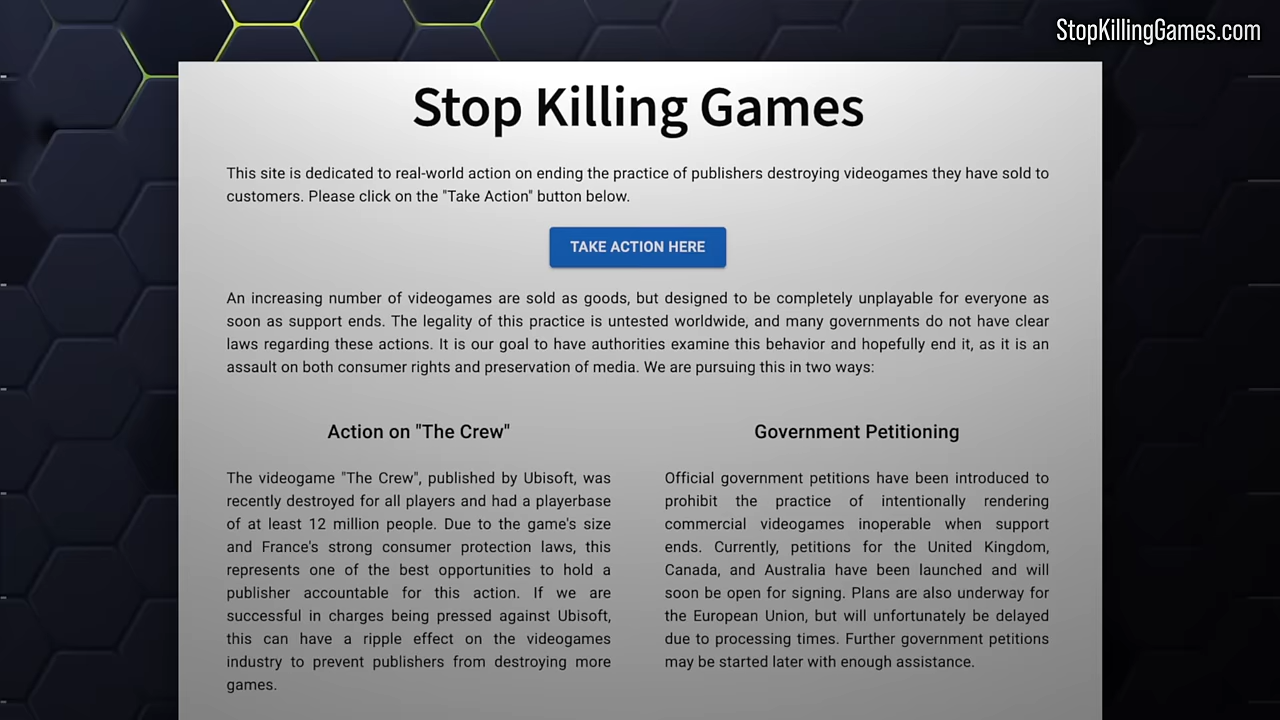 StopKillingGames.com
Stop Killing Games
This site is dedicated to real-world action on ending the practice of publishers destroying videogames they have sold to
customers. Please click on the "Take Action" button below.
TAKE ACTION HERE
An increasing number of videogames are sold as goods, but designed to be completely unplayable for everyone as
soon as support ends. The legality of this practice is untested worldwide, and many governments do not have clear
laws regarding these actions. It is our goal to have authorities examine this behavior and hopefully end it, as it is an
assault on both consumer rights and preservation of media. We are pursuing this in two ways:
Action on "The Crew"
The videogame "The Crew", published by Ubisoft, was
recently destroyed for all players and had a playerbase
of at least 12 million people. Due to the game's size
and France's strong consumer protection laws, this
represents one of the best opportunities to hold a
publisher accountable for this action. If we are
successful in charges being pressed against Ubisoft,
this can have a ripple effect on the videogames
industry to prevent publishers from destroying more
games.
Government Petitioning
Official government petitions have been introduced to
prohibit the practice of intentionally rendering
commercial videogames inoperable when support
ends. Currently, petitions for the United Kingdom,
Canada, and Australia have been launched and will
soon be open for signing. Plans are also underway for
the European Union, but will unfortunately be delayed
due to processing times. Further government petitions
may be started later with enough assistance.